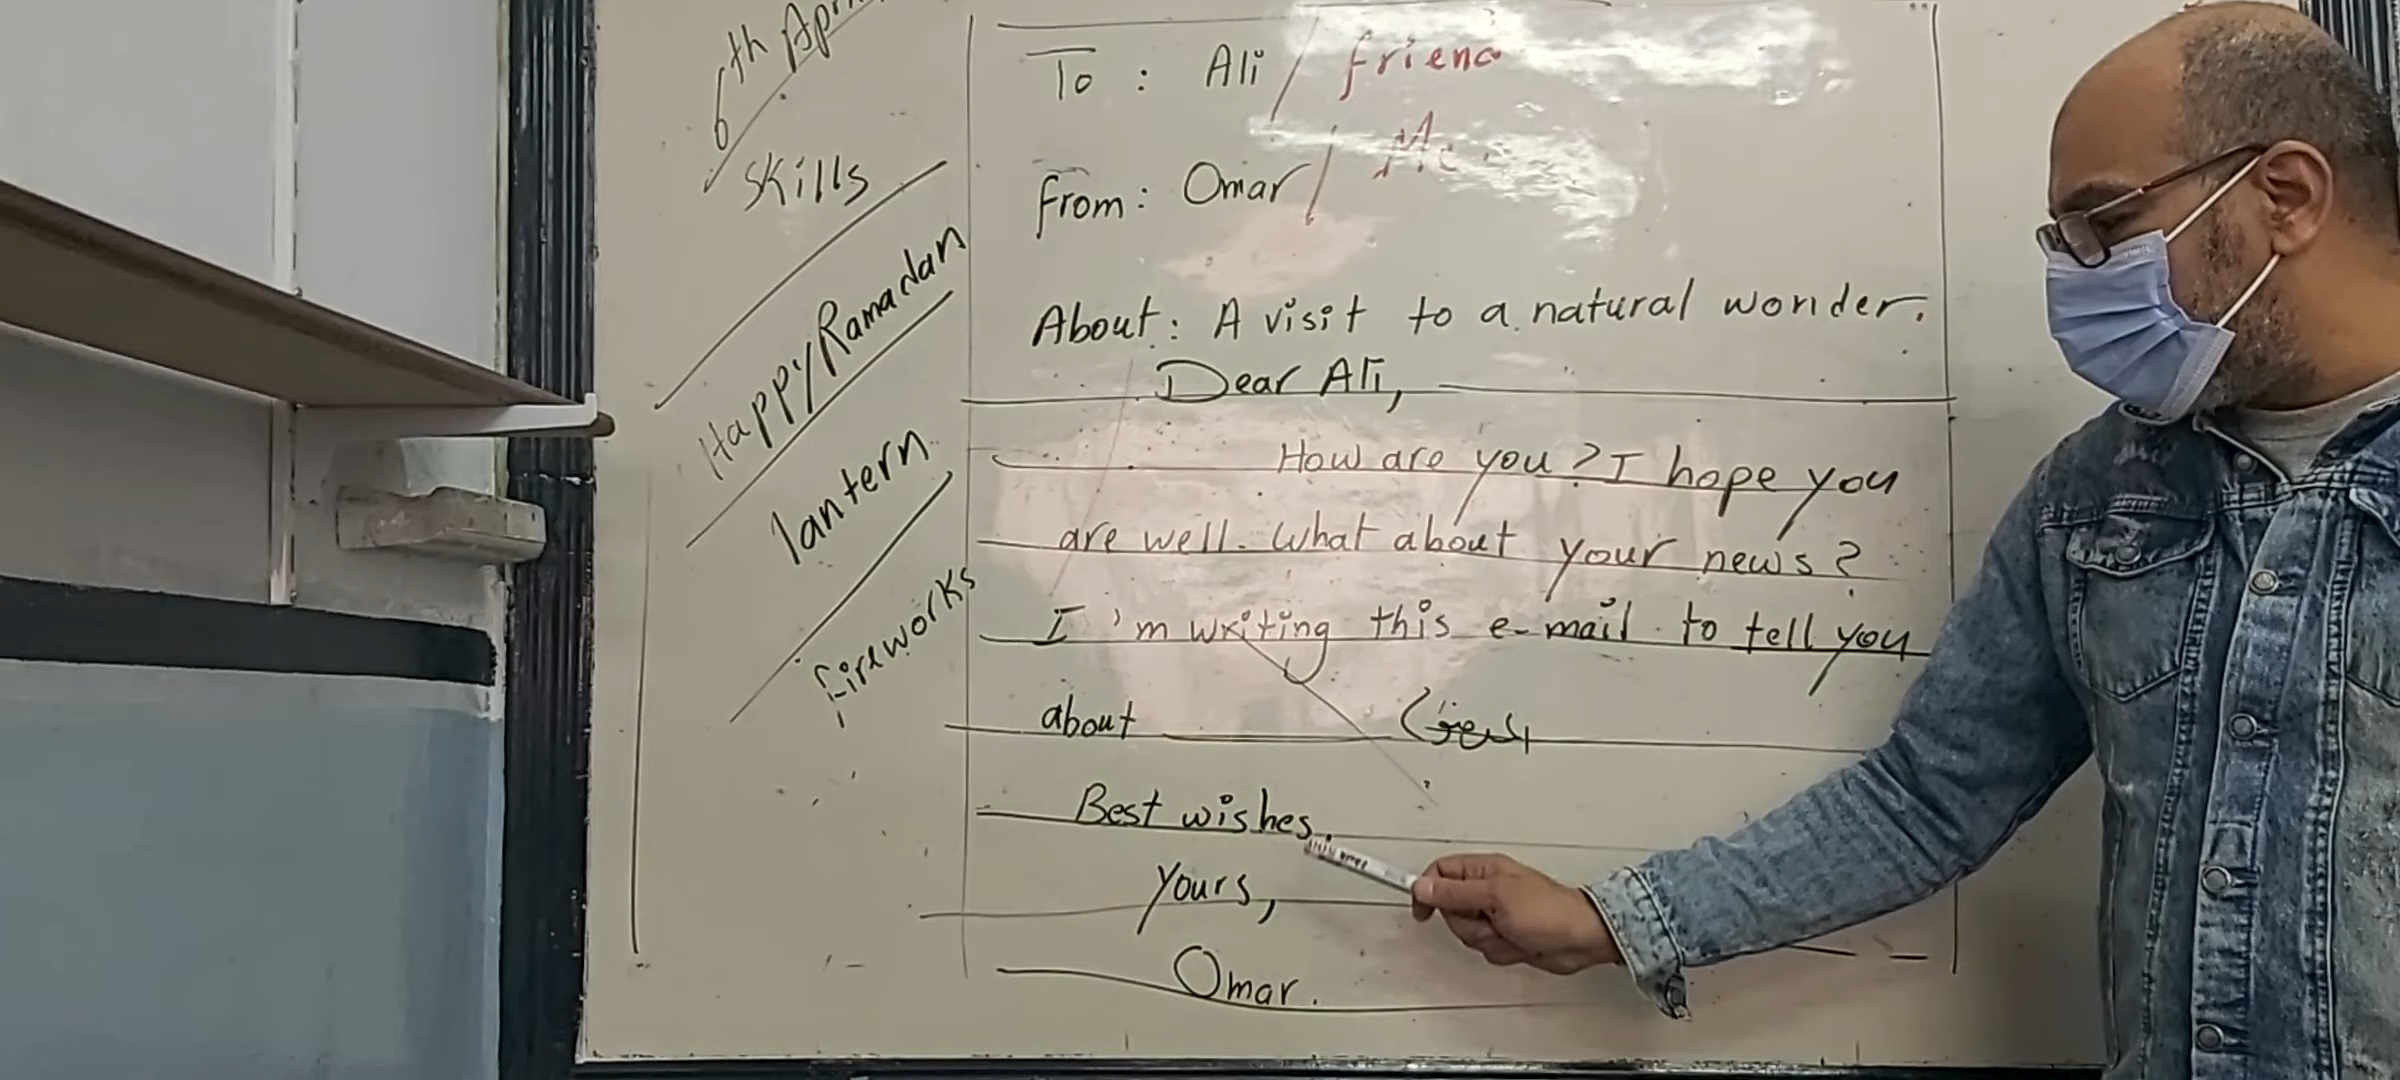 6th April
Skills
Happy Ramadan
lantern
fireworks
To : Ali / friend
From : Omar / Me.
About : A visit to a natural wonder.
Dear Ali,
How are you ? I hope you
are well. What about your news ?
I 'm writing this e-mail to tell you
about
Best wishes,
yours,
Omar.